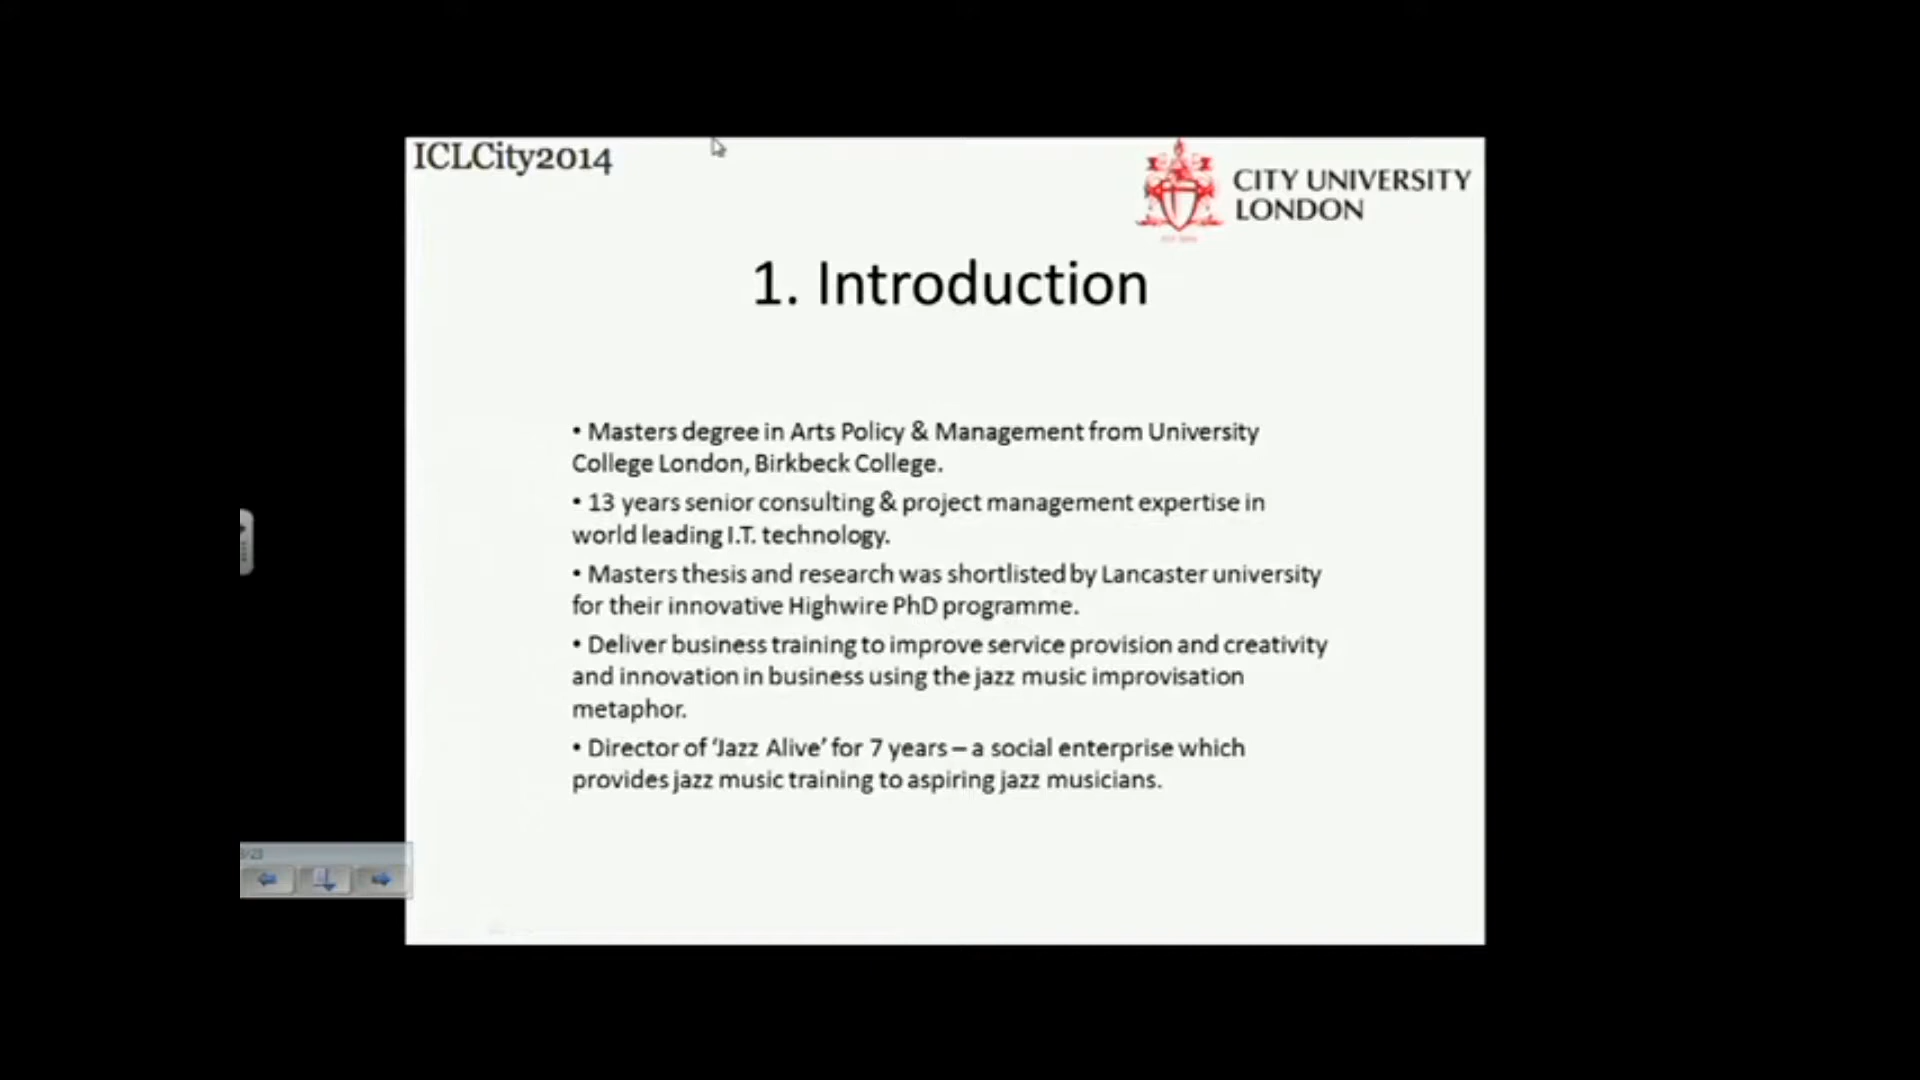 ICLCity2014
CITY UNIVERSITY
LONDON
1. Introduction
• Masters degree in Arts Policy & Management from University
College London, Birkbeck College.
• 13 years senior consulting & project management expertise in
world leading I.T. technology.
• Masters thesis and research was shortlisted by Lancaster university
for their innovative Highwire PhD programme.
• Deliver business training to improve service provision and creativity
and innovation in business using the jazz music improvisation
metaphor.
• Director of ‘Jazz Alive’ for 7 years – a social enterprise which
provides jazz music training to aspiring jazz musicians.